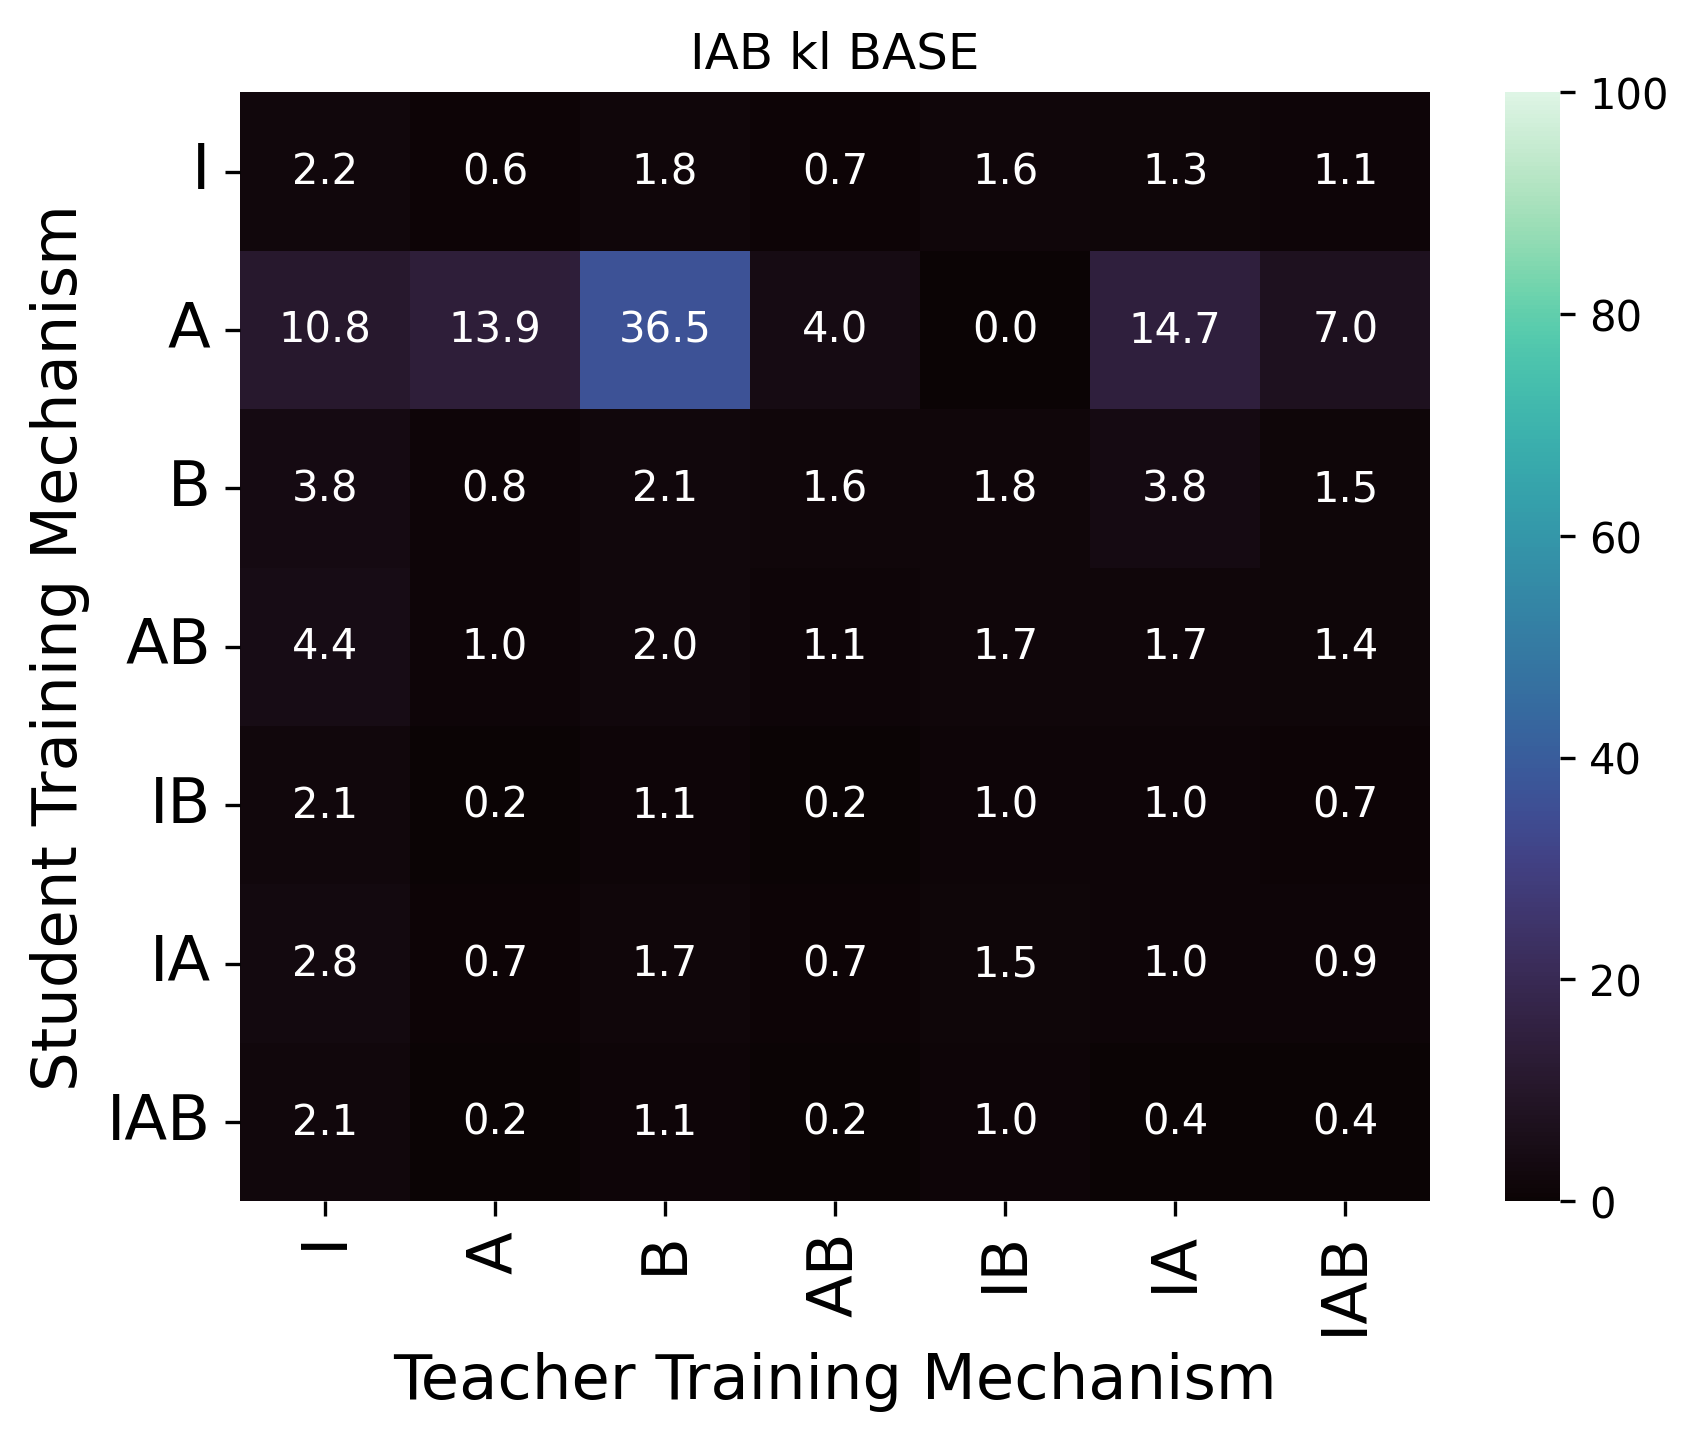 IAB kl BASE
Student Training Mechanism
I 2.2 0.6 1.8 0.7 1.6 1.3 1.1
A 10.8 13.9 36.5 4.0 0.0 14.7 7.0
B 3.8 0.8 2.1 1.6 1.8 3.8 1.5
AB 4.4 1.0 2.0 1.1 1.7 1.7 1.4
IB 2.1 0.2 1.1 0.2 1.0 1.0 0.7
IA 2.8 0.7 1.7 0.7 1.5 1.0 0.9
IAB 2.1 0.2 1.1 0.2 1.0 0.4 0.4
I A B AB IB IA IAB
Teacher Training Mechanism
100
80
60
40
20
0